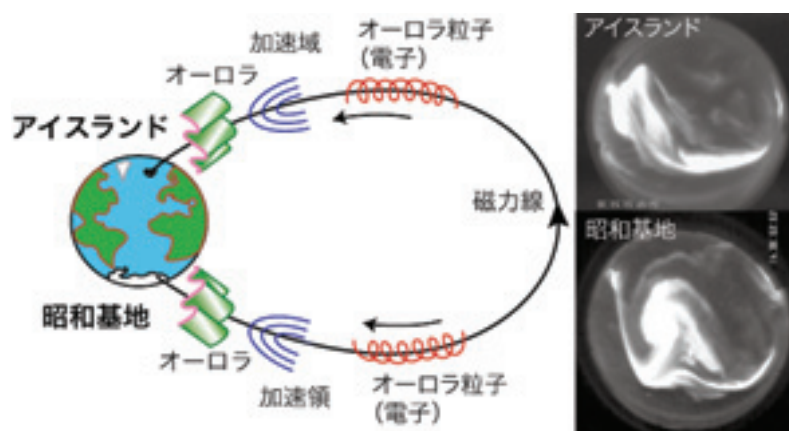 加速域
オーロラ粒子
(電子)
オーロラ
アイスランド
磁力線
昭和基地
オーロラ
加速領
オーロラ粒子
(電子)
アイスランド
昭和基地